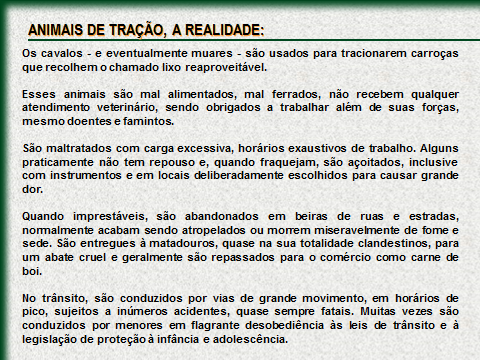 ANIMAIS DE TRAÇÃO, A REALIDADE:
Os cavalos - e eventualmente muares - são usados para tracionarem carroças
que recolhem o chamado lixo reaproveitável.
Esses animais são mal alimentados, mal ferrados, não recebem qualquer
atendimento veterinário, sendo obrigados a trabalhar além de suas forças,
mesmo doentes e famintos.
São maltratados com carga excessiva, horários exaustivos de trabalho. Alguns
praticamente não tem repouso e, quando fraquejam, são açoitados, inclusive
com instrumentos e em locais deliberadamente escolhidos para causar grande
dor.
Quando imprestáveis, são abandonados em beiras de ruas e estradas,
normalmente acabam sendo atropelados ou morrem miseravelmente de fome e
sede. São entregues à matadouros, quase na sua totalidade clandestinos, para
um abate cruel e geralmente são repassados para o comércio como carne de
boi.
No trânsito, são conduzidos por vias de grande movimento, em horários de
pico, sujeitos a inúmeros acidentes, quase sempre fatais. Muitas vezes são
conduzidos por menores em flagrante desobediência às leis de trânsito e à
legislação de proteção à infância e adolescência.